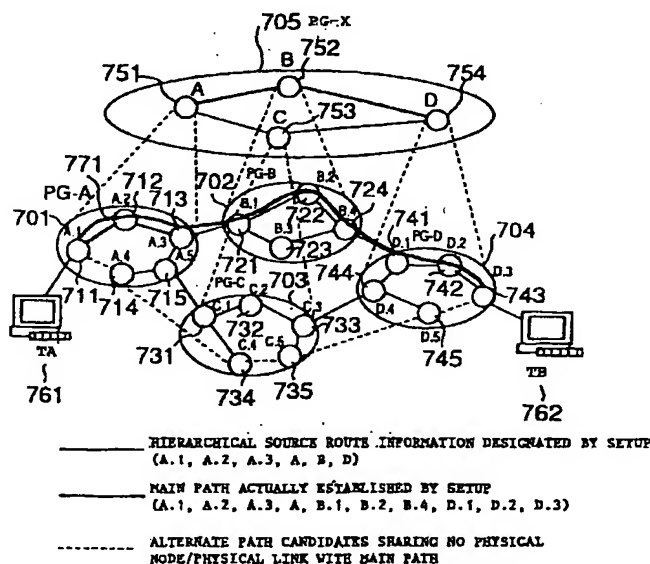 705 PG-X
B
752
751
A
753
754
D
C
771
PG-A
712
713
701
A.2
A.1
A.3
A.4
A.5
711
714
715
PG-B
702
B.1
B.2
724
722
B.4
B.3
721
723
741
PG-D
704
D.1
D.2
D.3
744
742
743
D.4
D.5
745
PG-C
703
C.1
C.2
C.3
732
733
731
C.4
C.5
734
735
TA
761
TB
762
HIERARCHICAL SOURCE ROUTE INFORMATION DESIGNATED BY SETUP
(A.1, A.2, A.3, A, B, D)
MAIN PATH ACTUALLY ESTABLISHED BY SETUP
(A.1, A.2, A.3, A, B.1, B.2, B.4, D.1, D.2, D.3)
ALTERNATE PATH CANDIDATES SHARING NO PHYSICAL
NODE/PHYSICAL LINK WITH MAIN PATH